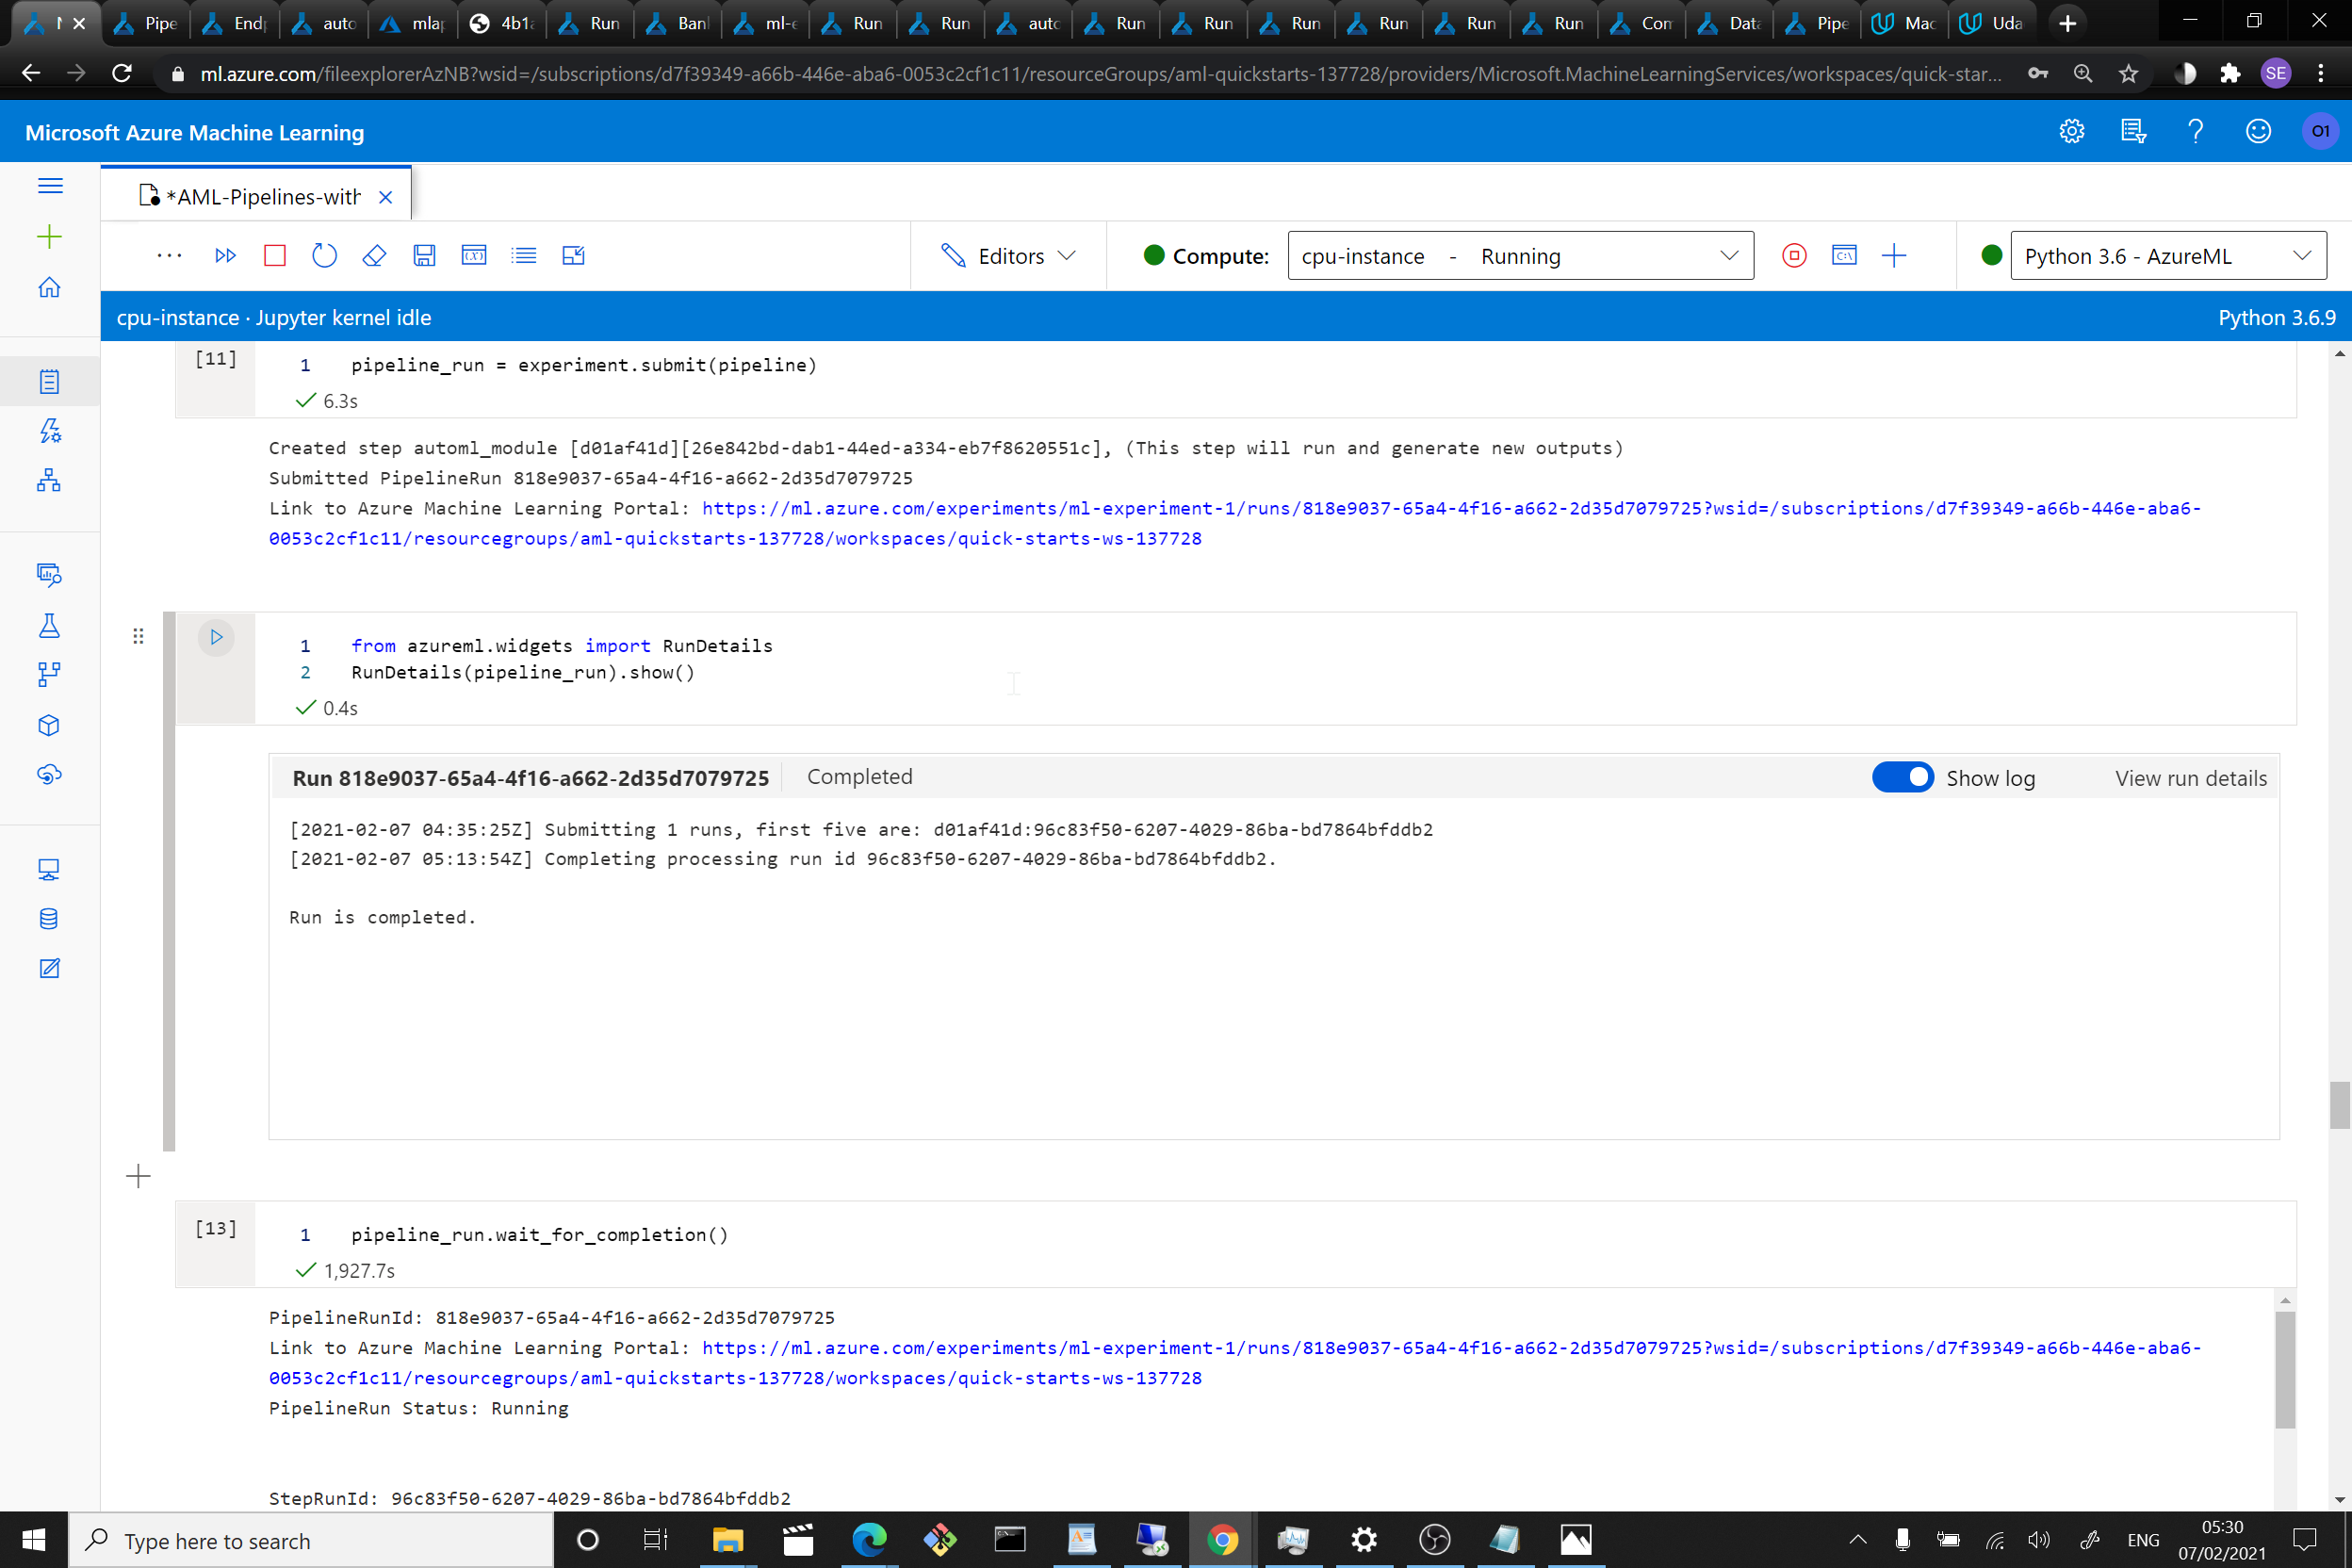 Pipe
End
auto
mlap
4b1
Run
Ban
ml-e
Run
Run
auto
Run
Run
Run
Run
Run
Run
Con
Data
Pipe
Mac
Uda
ml.azure.com/fileexplorerAzNB?wsid=/subscriptions/d7f39349-a66b-446e-aba6-0053c2cf1c11/resourceGroups/aml-quickstarts-137728/providers/Microsoft.MachineLearningServices/workspaces/quick-star...
SE
Microsoft Azure Machine Learning
O1
*AML-Pipelines-with
Editors
Compute:
cpu-instance - Running
Python 3.6 - AzureML
cpu-instance · Jupyter kernel idle
Python 3.6.9
[11]
1 pipeline_run = experiment.submit(pipeline)
6.3s
Created step automl_module [d01af41d][26e842bd-dab1-44ed-a334-eb7f8620551c], (This step will run and generate new outputs)
Submitted PipelineRun 818e9037-65a4-4f16-a662-2d35d7079725
Link to Azure Machine Learning Portal: https://ml.azure.com/experiments/ml-experiment-1/runs/818e9037-65a4-4f16-a662-2d35d7079725?wsid=/subscriptions/d7f39349-a66b-446e-aba6-
0053c2cf1c11/resourcegroups/aml-quickstarts-137728/workspaces/quick-starts-ws-137728
1 from azureml.widgets import RunDetails
2 RunDetails(pipeline_run).show()
0.4s
Run 818e9037-65a4-4f16-a662-2d35d7079725
Completed
Show log
View run details
[2021-02-07 04:35:25Z] Submitting 1 runs, first five are: d01af41d:96c83f50-6207-4029-86ba-bd7864bfddb2
[2021-02-07 05:13:54Z] Completing processing run id 96c83f50-6207-4029-86ba-bd7864bfddb2.
Run is completed.
[13]
1 pipeline_run.wait_for_completion()
1,927.7s
PipelineRunId: 818e9037-65a4-4f16-a662-2d35d7079725
Link to Azure Machine Learning Portal: https://ml.azure.com/experiments/ml-experiment-1/runs/818e9037-65a4-4f16-a662-2d35d7079725?wsid=/subscriptions/d7f39349-a66b-446e-aba6-
0053c2cf1c11/resourcegroups/aml-quickstarts-137728/workspaces/quick-starts-ws-137728
PipelineRun Status: Running
StepRunId: 96c83f50-6207-4029-86ba-bd7864bfddb2
Type here to search
ENG
05:30
07/02/2021